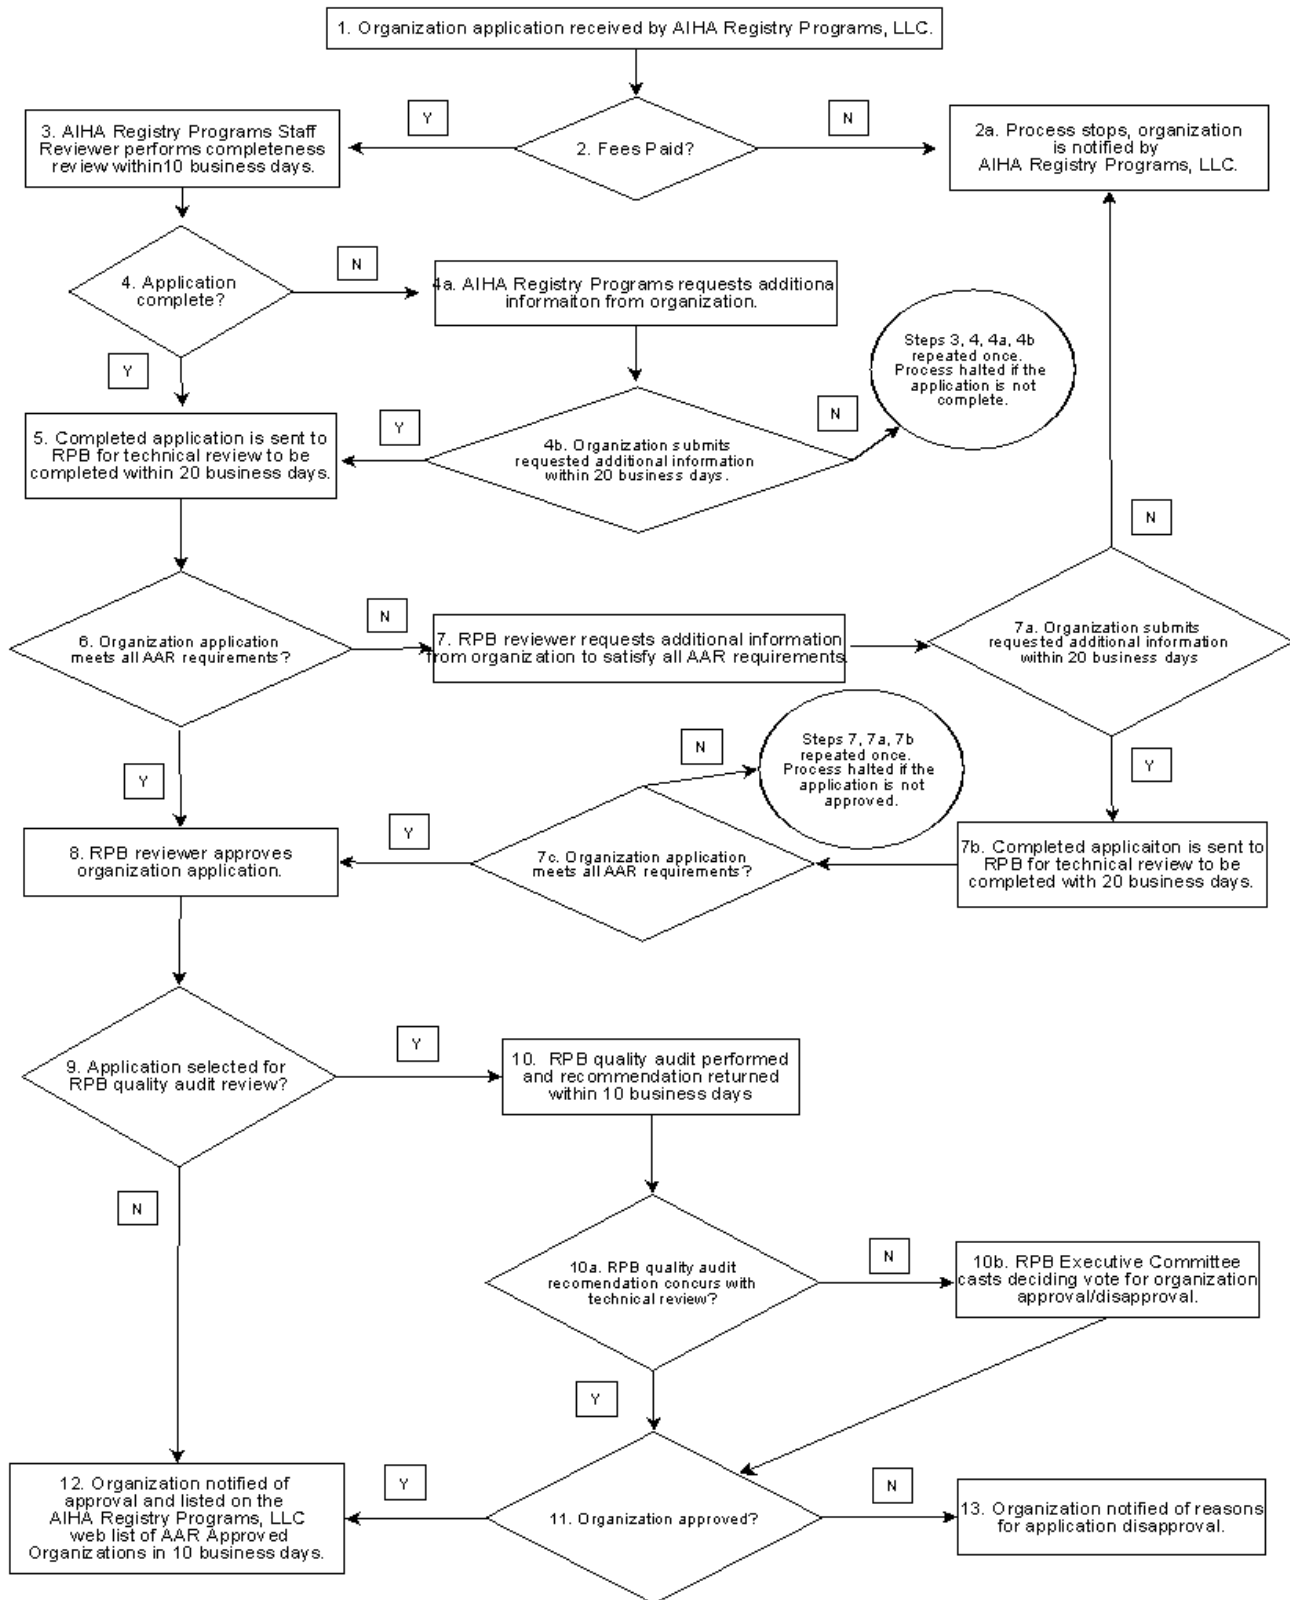 1. Organization application received by AIHA Registry Programs, LLC.
Y
N
3. AIHA Registry Programs Staff
Reviewer performs completeness
review within10 business days.
2. Fees Paid?
2a. Process stops, organization
is notified by
AIHA Registry Programs, LLC.
4. Application
complete?
N
4a. AIHA Registry Programs requests additiona
informaiton from organization.
Steps 3, 4, 4a, 4b
repeated once.
Process halted if the
application is not
complete.
Y
5. Completed application is sent to
RPB for technical review to be
completed within 20 business days.
Y
4b. Organization submits
requested additional information
within 20 business days.
N
N
6. Organization application
meets all AAR requirements?
N
7. RPB reviewer requests additional information
from organization to satisfy all AAR requirements.
7a. Organization submits
requested additional information
within 20 business days
Y
N
Steps 7, 7a, 7b
repeated once.
Process halted if the
application is not
approved.
Y
8. RPB reviewer approves
organization application.
Y
7c. Organization application
meets all AAR requirements?
7b. Completed applicaiton is sent to
RPB for technical review to be
completed with 20 business days.
9. Application selected for
RPB quality audit review?
Y
10. RPB quality audit performed
and recommendation returned
within 10 business days
N
10a. RPB quality audit
recomendation concurs with
technical review?
N
10b. RPB Executive Committee
casts deciding vote for organization
approval/disapproval.
Y
12. Organization notified of
approval and listed on the
AIHA Registry Programs, LLC
web list of AAR Approved
Organizations in 10 business days.
Y
11. Organization approved?
N
13. Organization notified of reasons
for application disapproval.